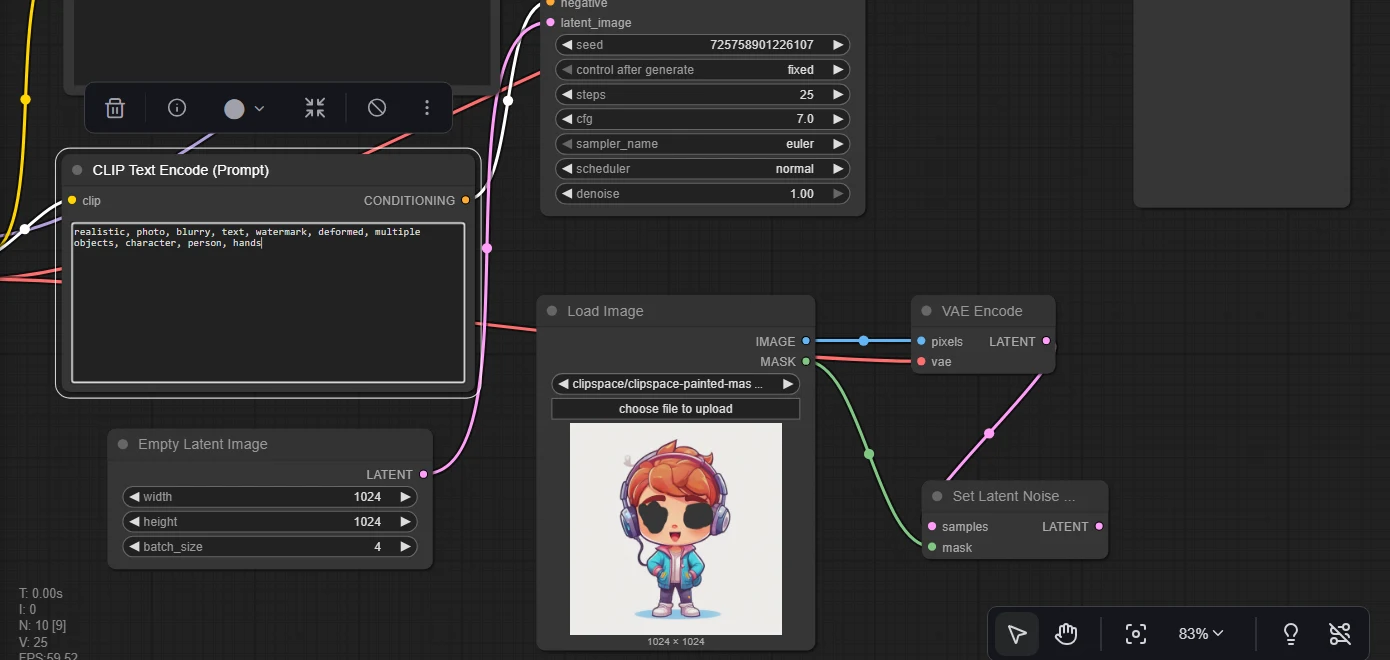 negative
latent_image
seed 725758901226107
control after generate fixed
steps 25
cfg 7.0
sampler_name euler
scheduler normal
denoise 1.00
CLIP Text Encode (Prompt)
clip CONDITIONING
realistic, photo, blurry, text, watermark, deformed, multiple
objects, character, person, hands
Load Image
IMAGE
MASK
clipspace/clipspace-painted-mas ...
choose file to upload
1024 × 1024
VAE Encode
pixels LATENT
vae
Empty Latent Image
LATENT
width 1024
height 1024
batch_size 4
Set Latent Noise ...
samples LATENT
mask
T: 0.00s
I: 0
N: 10 [9]
V: 25
FPS:59.52
83%